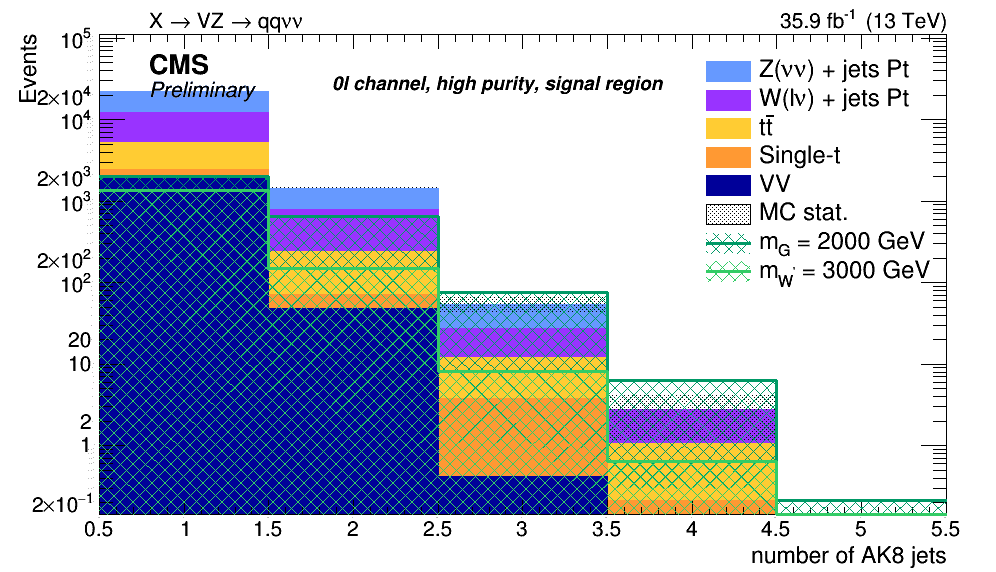 X → VZ → qqνν
35.9 fb⁻¹ (13 TeV)
Events
CMS
Preliminary
0l channel, high purity, signal region
Z(νν) + jets Pt
W(lν) + jets Pt
tt̄
Single-t
VV
MC stat.
m_G = 2000 GeV
m_W' = 3000 GeV
10⁵
2×10⁴
10⁴
2×10³
10³
2×10²
10²
20
10
2
1
2×10⁻¹
0.5 1 1.5 2 2.5 3 3.5 4 4.5 5 5.5
number of AK8 jets